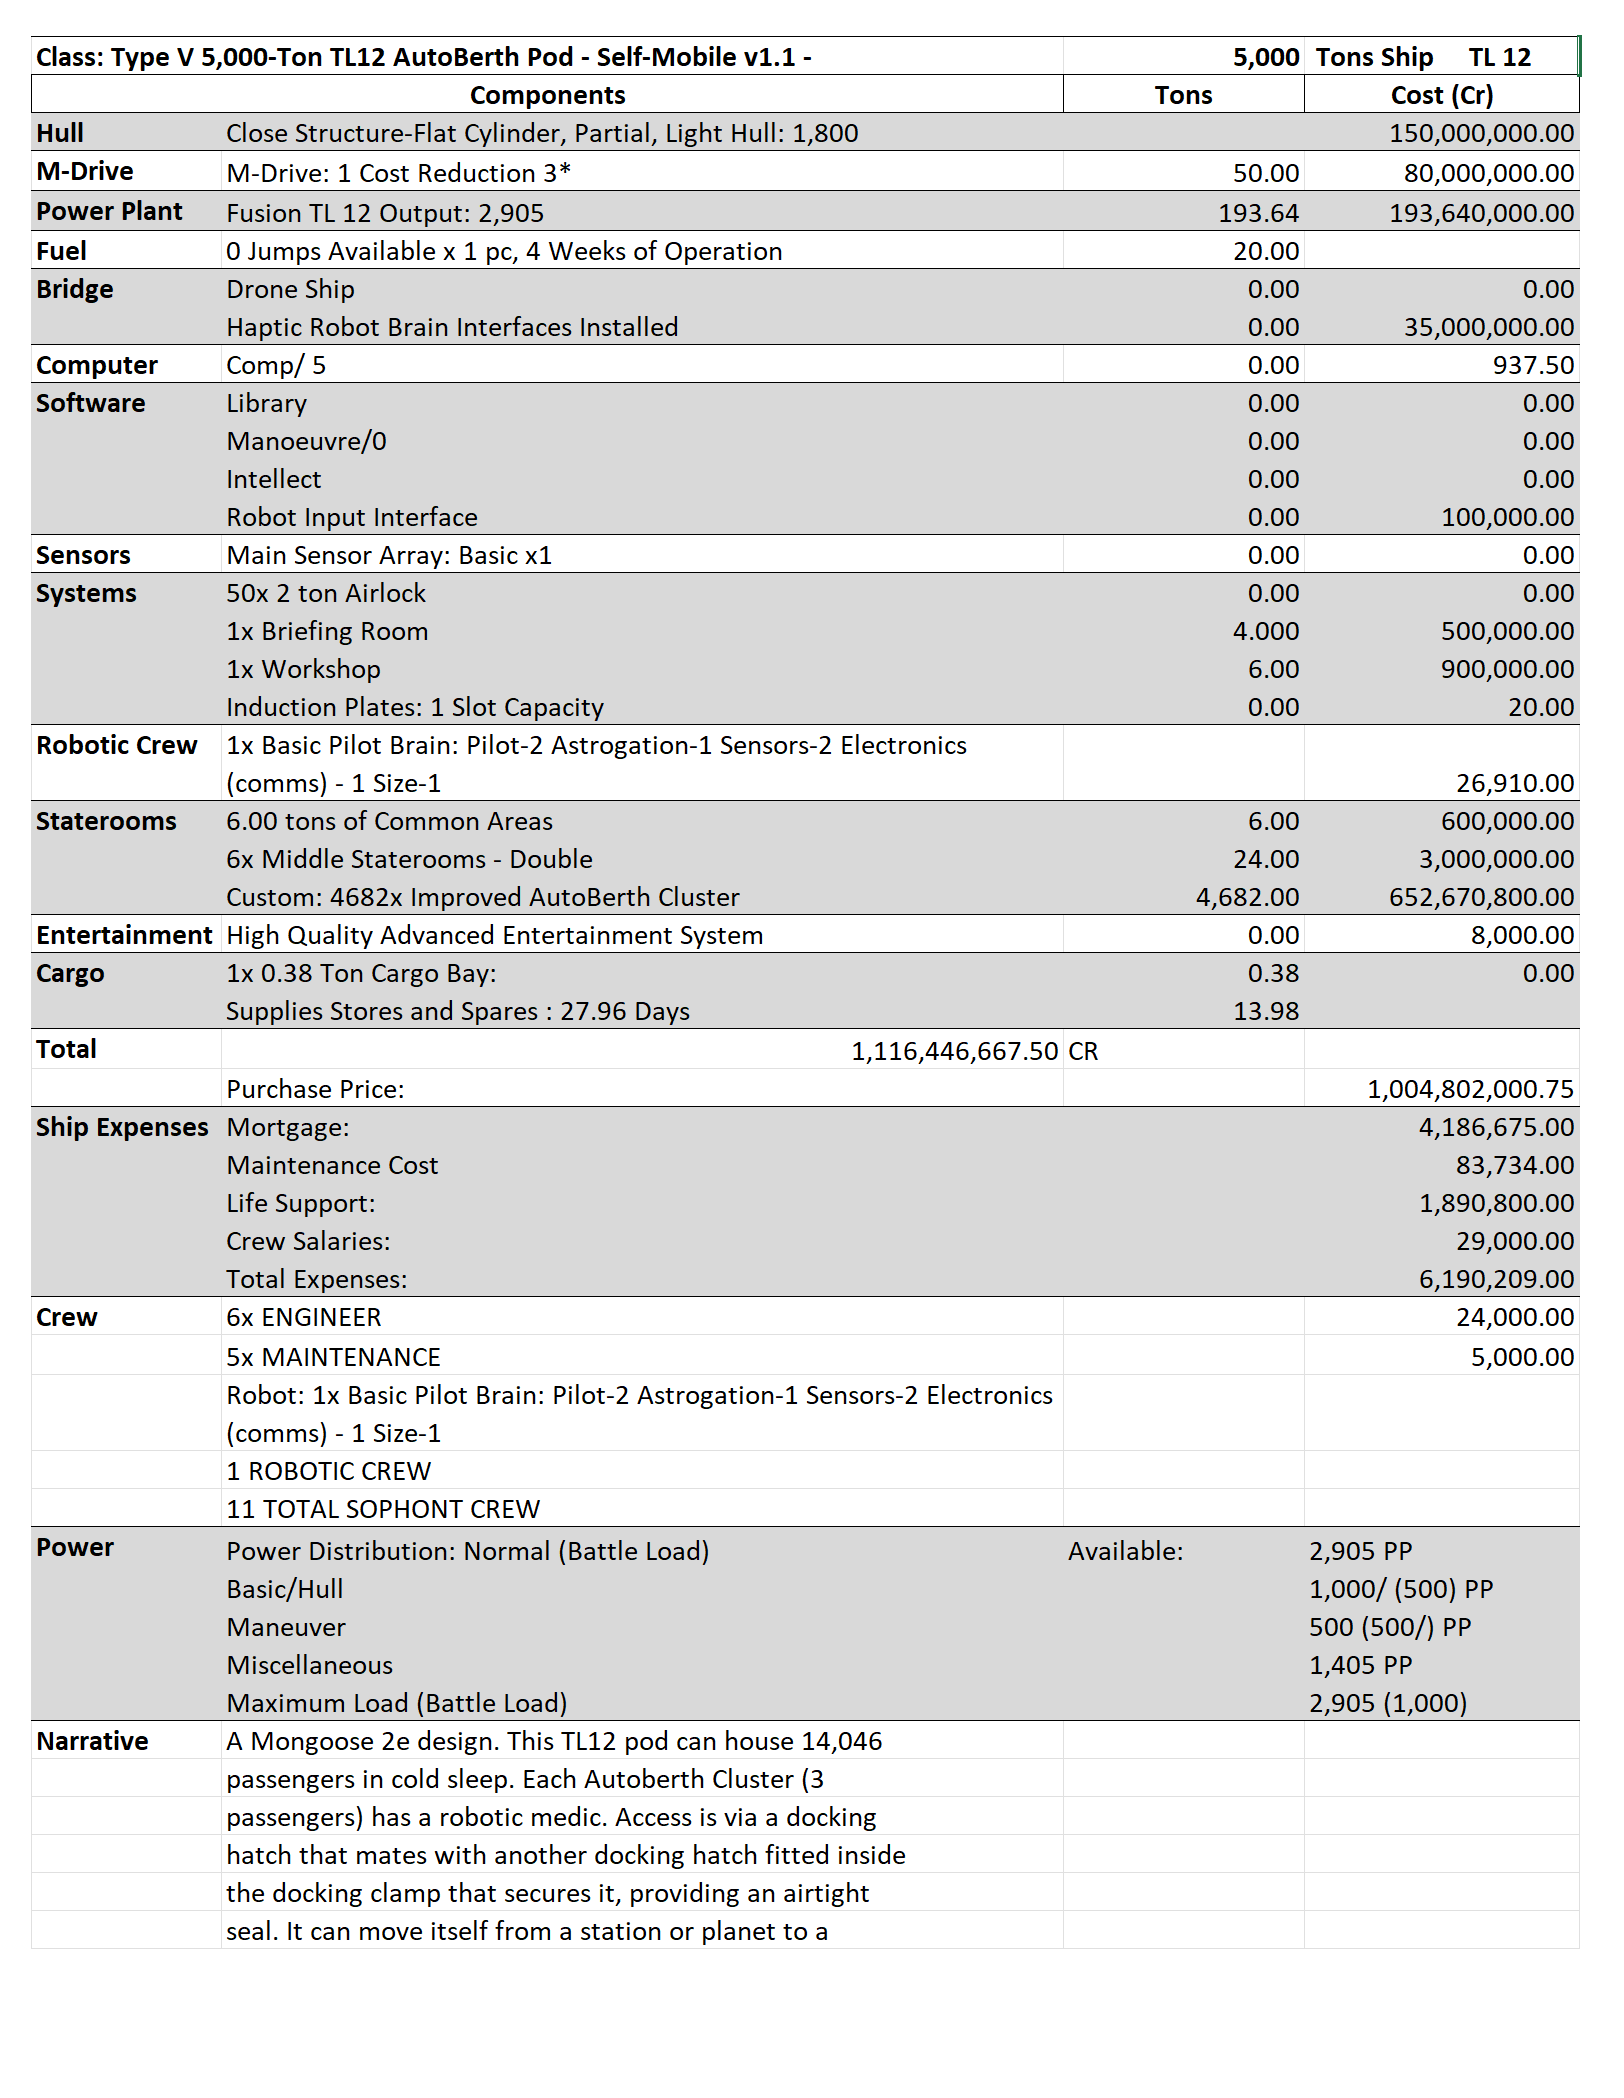 Class: Type V 5,000-Ton TL12 AutoBerth Pod - Self-Mobile v1.1 - 5,000 Tons Ship TL 12
Components Tons Cost (Cr)
Hull Close Structure-Flat Cylinder, Partial, Light Hull: 1,800 150,000,000.00
M-Drive M-Drive: 1 Cost Reduction 3* 50.00 80,000,000.00
Power Plant Fusion TL 12 Output: 2,905 193.64 193,640,000.00
Fuel 0 Jumps Available x 1 pc, 4 Weeks of Operation 20.00
Bridge Drone Ship 0.00 0.00
Haptic Robot Brain Interfaces Installed 0.00 35,000,000.00
Computer Comp/ 5 0.00 937.50
Software Library 0.00 0.00
Manoeuvre/0 0.00 0.00
Intellect 0.00 0.00
Robot Input Interface 0.00 100,000.00
Sensors Main Sensor Array: Basic x1 0.00 0.00
Systems 50x 2 ton Airlock 0.00 0.00
1x Briefing Room 4.000 500,000.00
1x Workshop 6.00 900,000.00
Induction Plates: 1 Slot Capacity 0.00 20.00
Robotic Crew 1x Basic Pilot Brain: Pilot-2 Astrogation-1 Sensors-2 Electronics
(comms) - 1 Size-1 26,910.00
Staterooms 6.00 tons of Common Areas 6.00 600,000.00
6x Middle Staterooms - Double 24.00 3,000,000.00
Custom: 4682x Improved AutoBerth Cluster 4,682.00 652,670,800.00
Entertainment High Quality Advanced Entertainment System 0.00 8,000.00
Cargo 1x 0.38 Ton Cargo Bay: 0.38 0.00
Supplies Stores and Spares : 27.96 Days 13.98
Total 1,116,446,667.50 CR
Purchase Price: 1,004,802,000.75
Ship Expenses Mortgage: 4,186,675.00
Maintenance Cost 83,734.00
Life Support: 1,890,800.00
Crew Salaries: 29,000.00
Total Expenses: 6,190,209.00
Crew 6x ENGINEER 24,000.00
5x MAINTENANCE 5,000.00
Robot: 1x Basic Pilot Brain: Pilot-2 Astrogation-1 Sensors-2 Electronics
(comms) - 1 Size-1
1 ROBOTIC CREW
11 TOTAL SOPHONT CREW
Power Power Distribution: Normal (Battle Load) Available: 2,905 PP
Basic/Hull 1,000/ (500) PP
Maneuver 500 (500/) PP
Miscellaneous 1,405 PP
Maximum Load (Battle Load) 2,905 (1,000)
Narrative A Mongoose 2e design. This TL12 pod can house 14,046
passengers in cold sleep. Each Autoberth Cluster (3
passengers) has a robotic medic. Access is via a docking
hatch that mates with another docking hatch fitted inside
the docking clamp that secures it, providing an airtight
seal. It can move itself from a station or planet to a